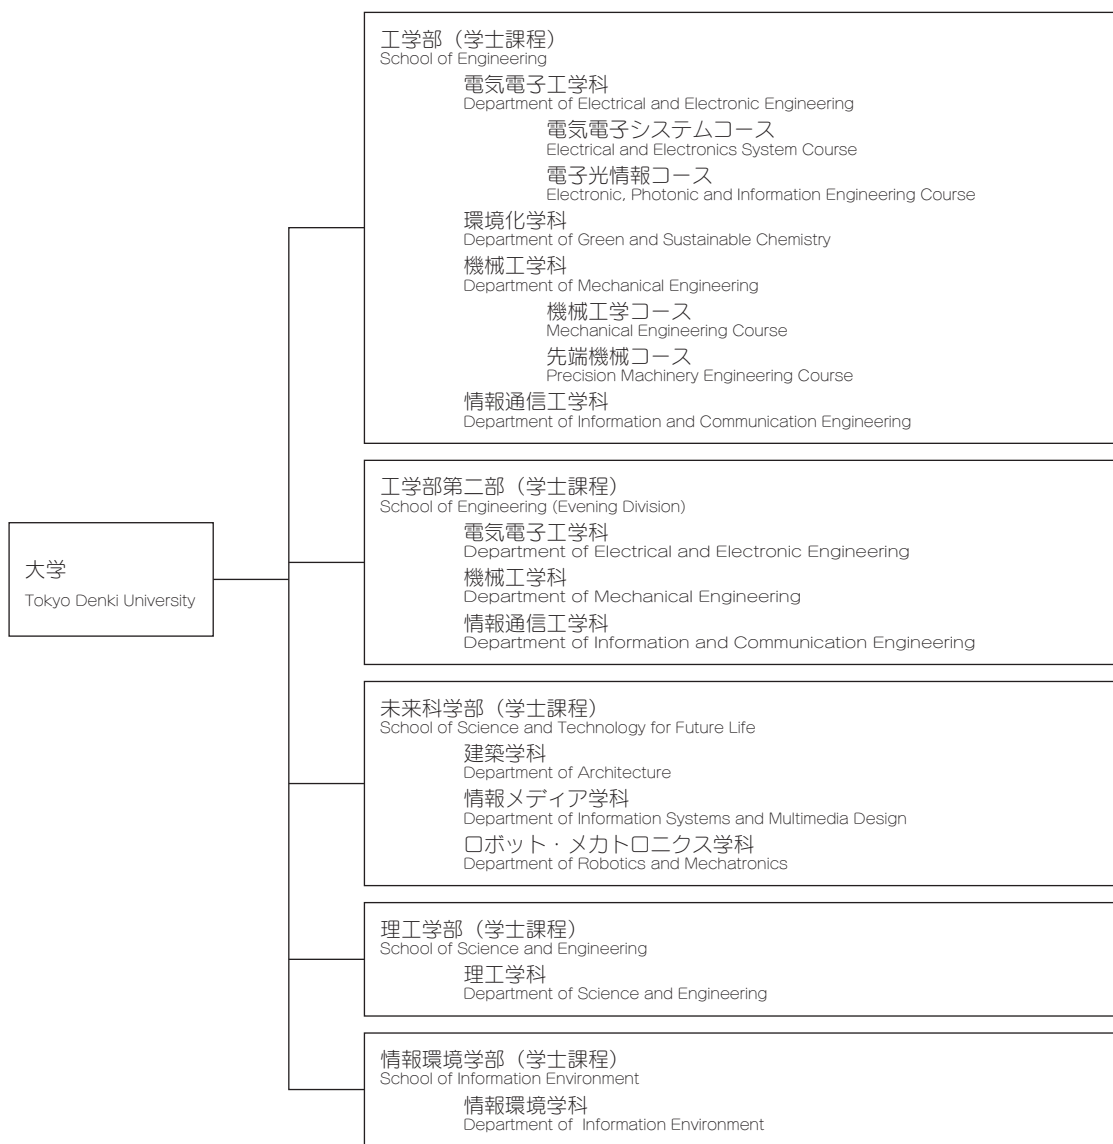 大学
Tokyo Denki University
工学部（学士課程）
School of Engineering
電気電子工学科
Department of Electrical and Electronic Engineering
電気電子システムコース
Electrical and Electronics System Course
電子光情報コース
Electronic, Photonic and Information Engineering Course
環境化学科
Department of Green and Sustainable Chemistry
機械工学科
Department of Mechanical Engineering
機械工学コース
Mechanical Engineering Course
先端機械コース
Precision Machinery Engineering Course
情報通信工学科
Department of Information and Communication Engineering
工学部第二部（学士課程）
School of Engineering (Evening Division)
電気電子工学科
Department of Electrical and Electronic Engineering
機械工学科
Department of Mechanical Engineering
情報通信工学科
Department of Information and Communication Engineering
未来科学部（学士課程）
School of Science and Technology for Future Life
建築学科
Department of Architecture
情報メディア学科
Department of Information Systems and Multimedia Design
ロボット・メカトロニクス学科
Department of Robotics and Mechatronics
理工学部（学士課程）
School of Science and Engineering
理工学科
Department of Science and Engineering
情報環境学部（学士課程）
School of Information Environment
情報環境学科
Department of Information Environment